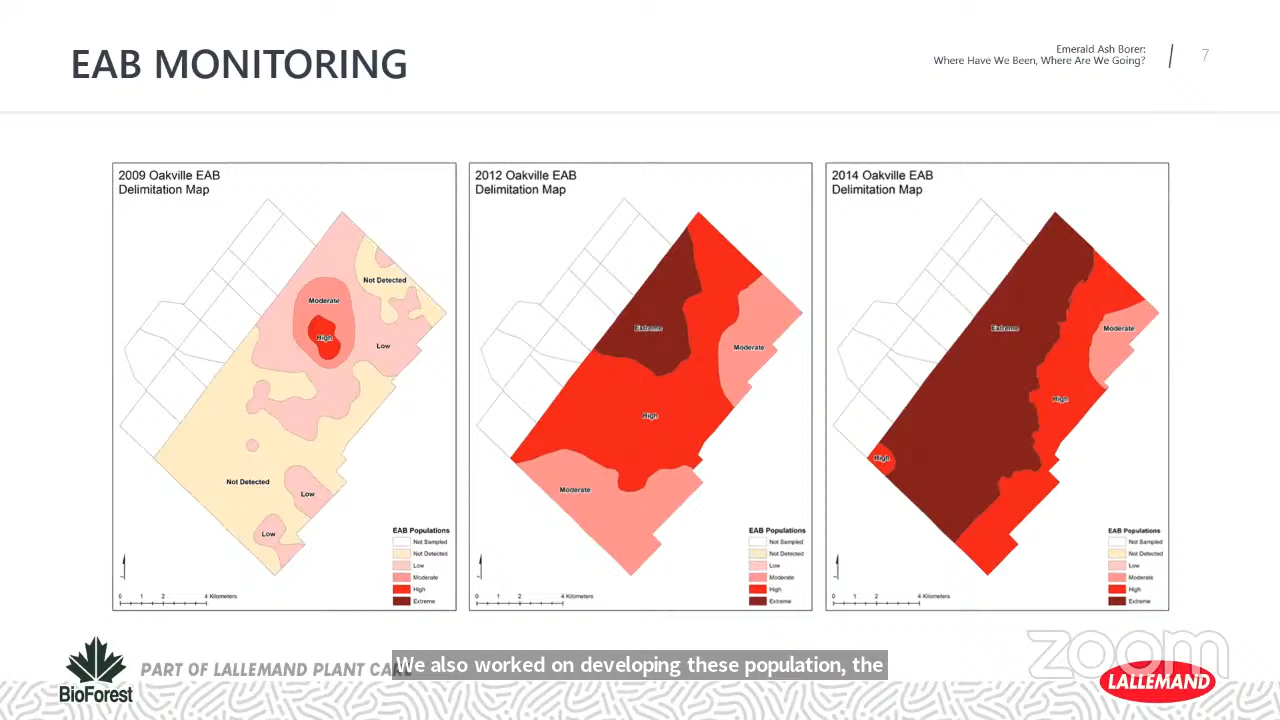 EAB MONITORING
Emerald Ash Borer:
Where Have We Been, Where Are We Going?
7
2009 Oakville EAB
Delimitation Map
Not Detected
Moderate
High
Low
Not Detected
Low
Low
EAB Populations
Not Sampled
Not Detected
Low
Moderate
High
Extreme
0 1 2 4 Kilometers
2012 Oakville EAB
Delimitation Map
Extreme
Moderate
High
Moderate
EAB Populations
Not Sampled
Not Detected
Low
Moderate
High
Extreme
0 1 2 4 Kilometers
2014 Oakville EAB
Delimitation Map
Extreme
Moderate
High
High
EAB Populations
Not Sampled
Not Detected
Low
Moderate
High
Extreme
0 1 2 4 Kilometers
BioForest
PART OF LALLEMAND PLANT CARE
We also worked on developing these population, the
zoom
LALLEMAND